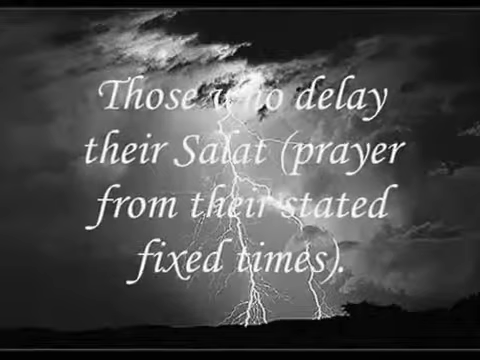 Those who delay
their Salat (prayer
from their stated
fixed times).